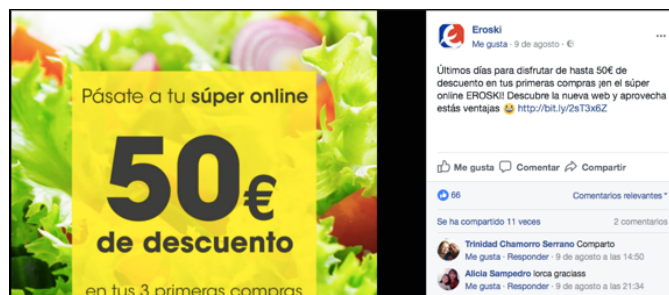 Pásate a tu súper online
50€
de descuento
en tus 3 primeras compras
Eroski
Me gusta · 9 de agosto ·
Últimos días para disfrutar de hasta 50€ de
descuento en tus primeras compras ¡en el súper
online EROSKI! Descubre la nueva web y aprovecha
estás ventajas 😂 http://bit.ly/2sT3x6Z
Me gusta Comentar Compartir
66 Comentarios relevantes
Se ha compartido 11 veces 2 comentarios
Trinidad Chamorro Serrano Comparto
Me gusta · Responder · 9 de agosto a las 14:50
Alicia Sampedro lorca graciass
Me gusta · Responder · 9 de agosto a las 21:34